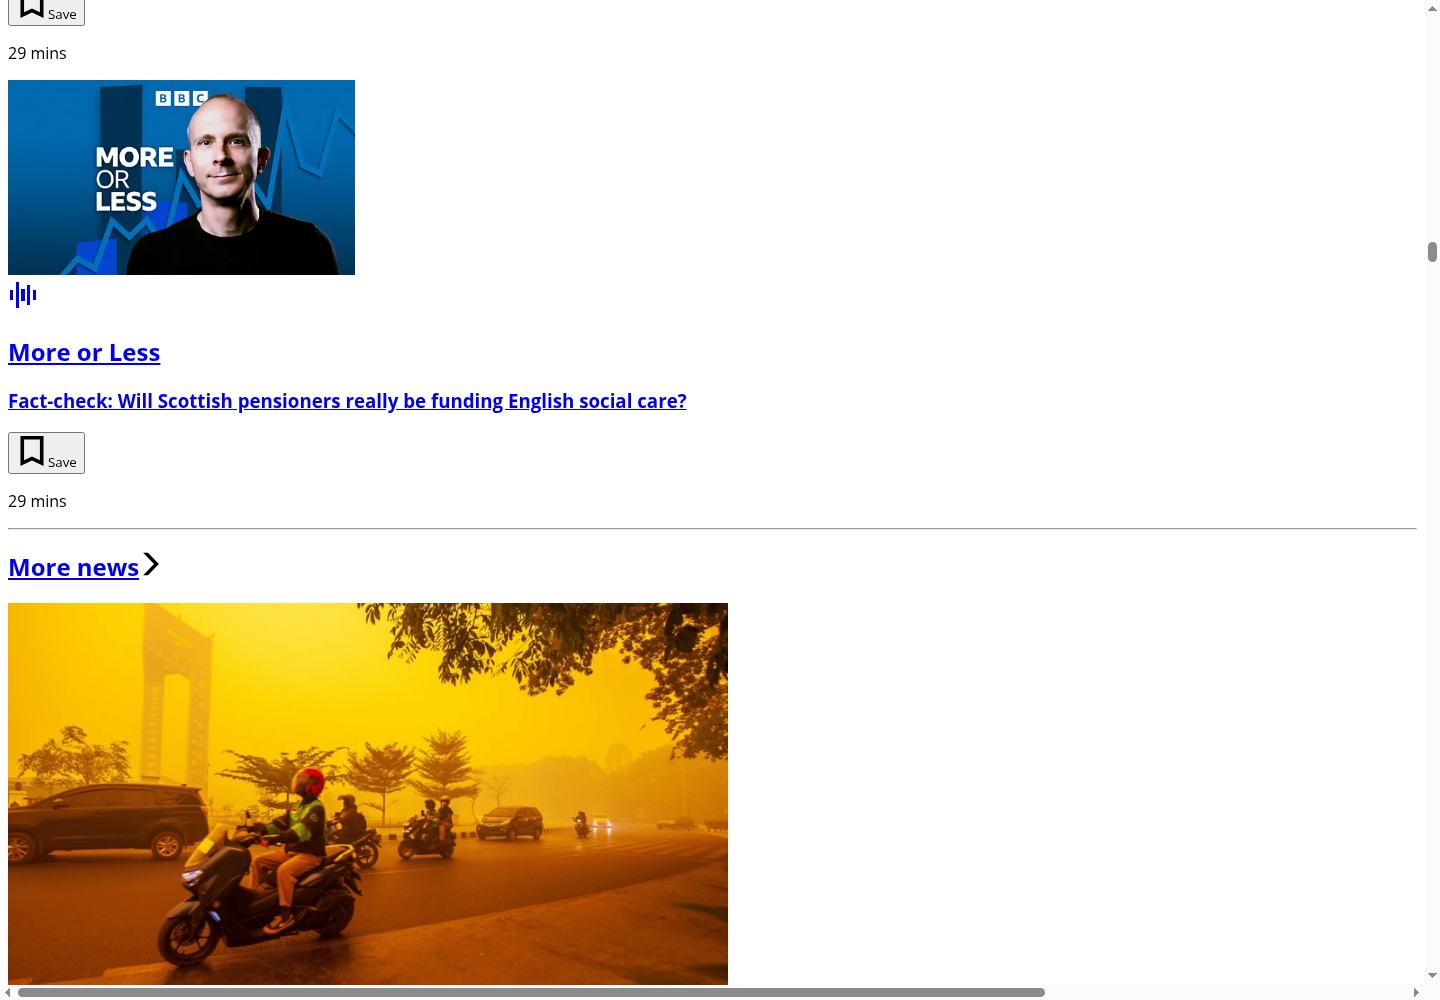 Save
29 mins
BBC
MORE
OR
LESS
More or Less
Fact-check: Will Scottish pensioners really be funding English social care?
Save
29 mins
More news